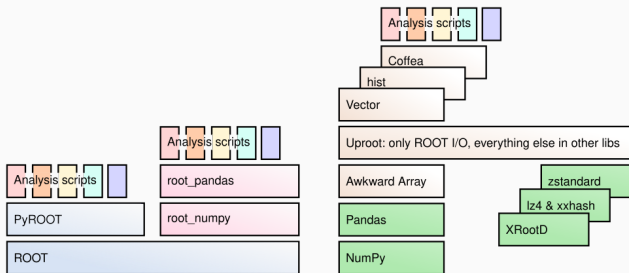 Analysis scripts
PyROOT
ROOT
Analysis scripts
root_pandas
root_numpy
Analysis scripts
Coffea
hist
Vector
Uproot: only ROOT I/O, everything else in other libs
Awkward Array
Pandas
NumPy
zstandard
lz4 & xxhash
XRootD